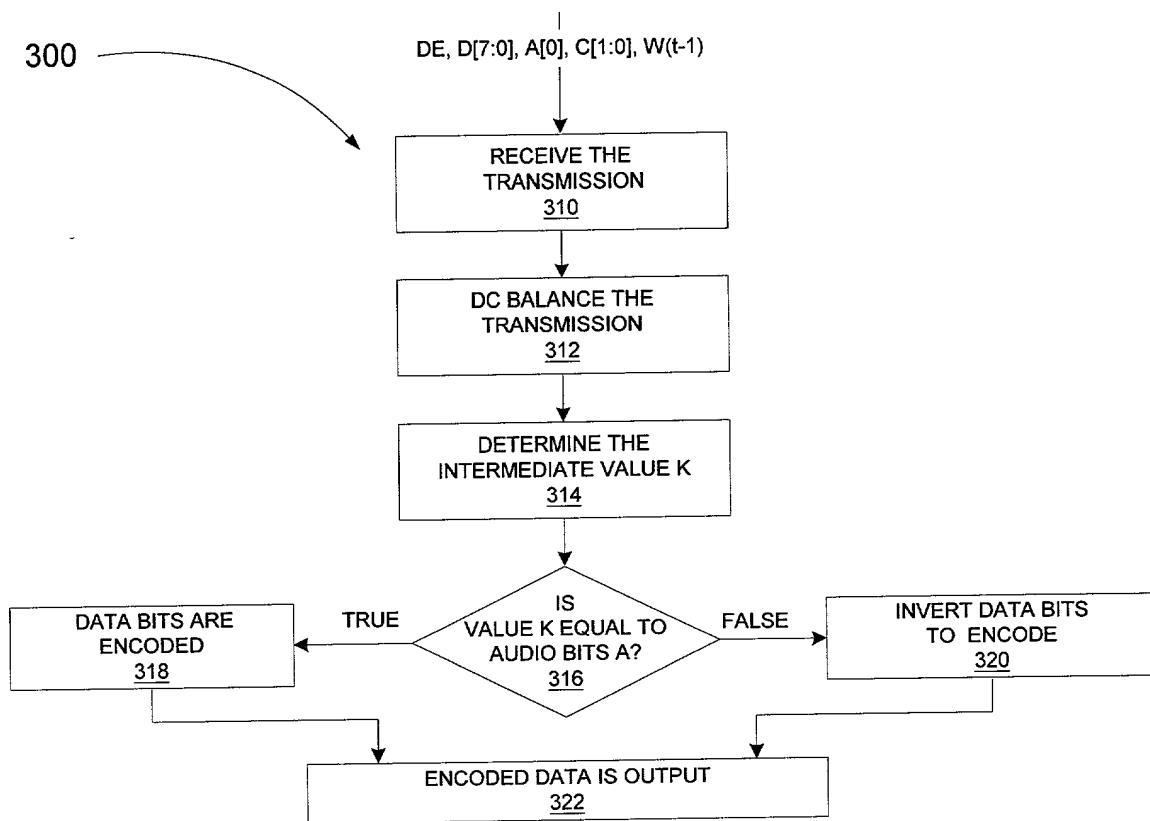 300
DE, D[7:0], A[0], C[1:0], W(t-1)
RECEIVE THE
TRANSMISSION
310
DC BALANCE THE
TRANSMISSION
312
DETERMINE THE
INTERMEDIATE VALUE K
314
IS
VALUE K EQUAL TO
AUDIO BITS A?
316
TRUE
FALSE
DATA BITS ARE
ENCODED
318
INVERT DATA BITS
TO ENCODE
320
ENCODED DATA IS OUTPUT
322